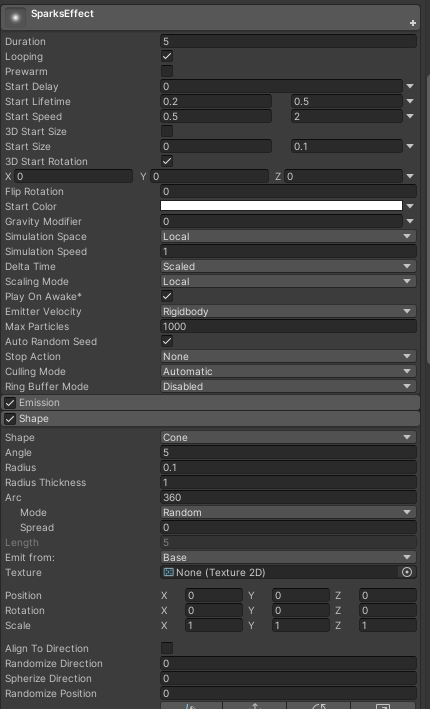 SparksEffect
Duration 5
Looping
Prewarm
Start Delay 0
Start Lifetime 0.2 0.5
Start Speed 0.5 2
3D Start Size
Start Size 0 0.1
3D Start Rotation
X 0 Y 0 Z 0
Flip Rotation 0
Start Color
Gravity Modifier 0
Simulation Space Local
Simulation Speed 1
Delta Time Scaled
Scaling Mode Local
Play On Awake*
Emitter Velocity Rigidbody
Max Particles 1000
Auto Random Seed
Stop Action None
Culling Mode Automatic
Ring Buffer Mode Disabled
Emission
Shape
Shape Cone
Angle 5
Radius 0.1
Radius Thickness 1
Arc 360
Mode Random
Spread 0
Length 5
Emit from: Base
Texture None (Texture 2D)
Position X 0 Y 0 Z 0
Rotation X 0 Y 0 Z 0
Scale X 1 Y 1 Z 1
Align To Direction
Randomize Direction 0
Spherize Direction 0
Randomize Position 0